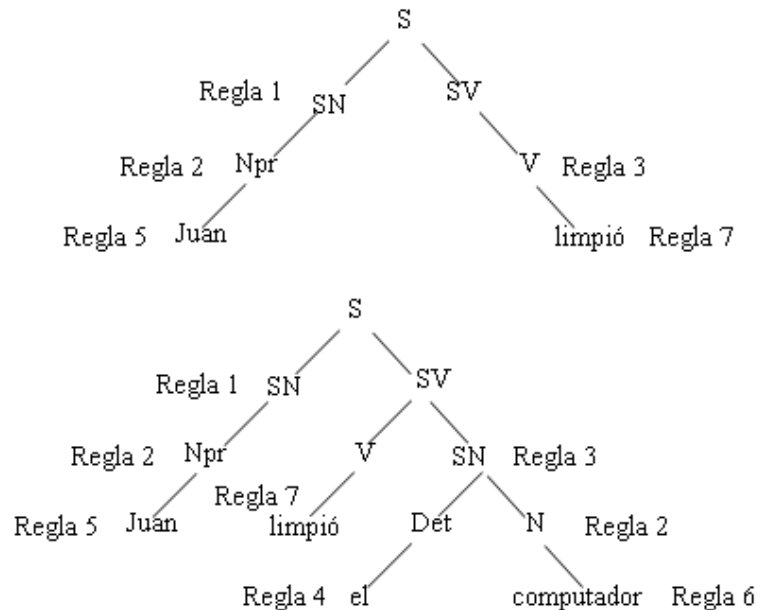 S
Regla 1 SN SV
Regla 2 Npr V Regla 3
Regla 5 Juan limpió Regla 7
S
Regla 1 SN SV
Regla 2 Npr V SN Regla 3
Regla 7
Regla 5 Juan limpió Det N Regla 2
Regla 4 el computador Regla 6